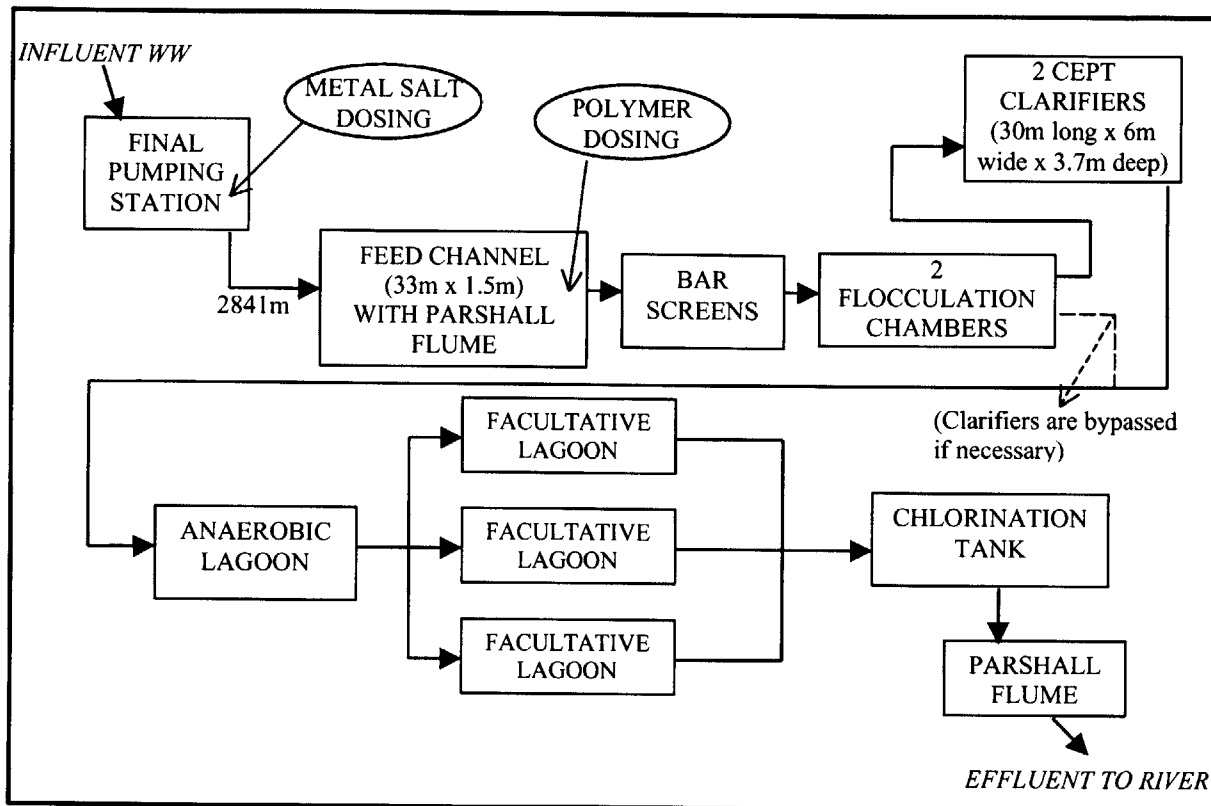 INFLUENT WW
METAL SALT
DOSING
POLYMER
DOSING
2 CEPT
CLARIFIERS
(30m long x 6m
wide x 3.7m deep)
FINAL
PUMPING
STATION
2841m
FEED CHANNEL
(33m x 1.5m)
WITH PARSHALL
FLUME
BAR
SCREENS
2
FLOCCULATION
CHAMBERS
(Clarifiers are bypassed
if necessary)
ANAEROBIC
LAGOON
FACULTATIVE
LAGOON
FACULTATIVE
LAGOON
FACULTATIVE
LAGOON
CHLORINATION
TANK
PARSHALL
FLUME
EFFLUENT TO RIVER